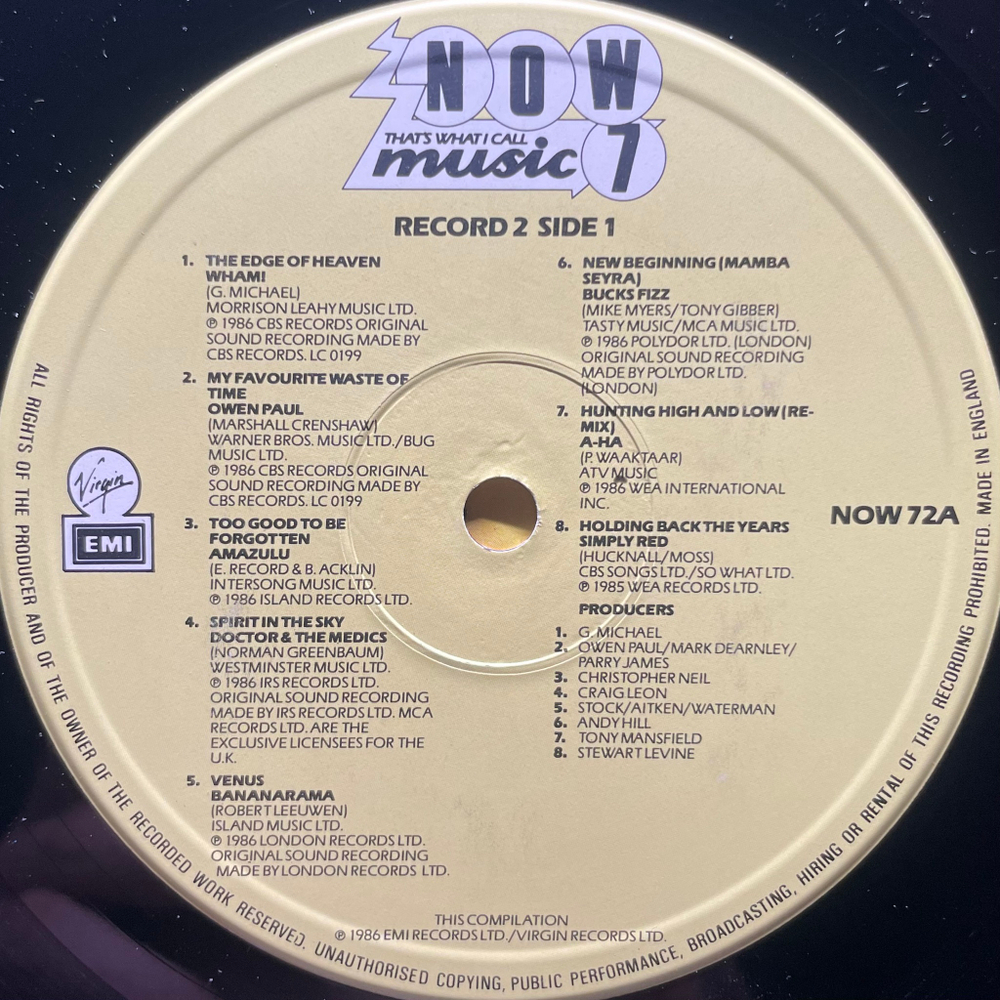 NOW
THAT'S WHAT I CALL
music 7
RECORD 2 SIDE 1
1. THE EDGE OF HEAVEN
WHAM!
(G. MICHAEL)
MORRISON LEAHY MUSIC LTD.
℗ 1986 CBS RECORDS ORIGINAL
SOUND RECORDING MADE BY
CBS RECORDS. LC 0199
2. MY FAVOURITE WASTE OF
TIME
OWEN PAUL
(MARSHALL CRENSHAW)
WARNER BROS. MUSIC LTD./BUG
MUSIC LTD.
℗ 1986 CBS RECORDS ORIGINAL
SOUND RECORDING MADE BY
CBS RECORDS. LC 0199
3. TOO GOOD TO BE
FORGOTTEN
AMAZULU
(E. RECORD & B. ACKLIN)
INTERSONG MUSIC LTD.
℗ 1986 ISLAND RECORDS LTD.
4. SPIRIT IN THE SKY
DOCTOR & THE MEDICS
(NORMAN GREENBAUM)
WESTMINSTER MUSIC LTD.
℗ 1986 IRS RECORDS LTD.
ORIGINAL SOUND RECORDING
MADE BY IRS RECORDS LTD. MCA
RECORDS LTD. ARE THE
EXCLUSIVE LICENSEES FOR THE
U.K.
5. VENUS
BANANARAMA
(ROBERT LEEUWEN)
ISLAND MUSIC LTD.
℗ 1986 LONDON RECORDS LTD.
ORIGINAL SOUND RECORDING
MADE BY LONDON RECORDS LTD.
6. NEW BEGINNING (MAMBA
SEYRA)
BUCKS FIZZ
(MIKE MYERS/TONY GIBBER)
TASTY MUSIC/MCA MUSIC LTD.
℗ 1986 POLYDOR LTD. (LONDON)
ORIGINAL SOUND RECORDING
MADE BY POLYDOR LTD.
(LONDON)
7. HUNTING HIGH AND LOW (RE-
MIX)
A-HA
(P. WAAKTAAR)
ATV MUSIC
℗ 1986 WEA INTERNATIONAL
INC.
8. HOLDING BACK THE YEARS
SIMPLY RED
(HUCKNALL/MOSS)
CBS SONGS LTD./SO WHAT LTD.
℗ 1985 WEA RECORDS LTD.
PRODUCERS
1. G. MICHAEL
2. OWEN PAUL/MARK DEARNLEY/
PARRY JAMES
3. CHRISTOPHER NEIL
4. CRAIG LEON
5. STOCK/AITKEN/WATERMAN
6. ANDY HILL
7. TONY MANSFIELD
8. STEWART LEVINE
Virgin
EMI
NOW 72A
THIS COMPILATION
℗ 1986 EMI RECORDS LTD./VIRGIN RECORDS LTD.
ALL RIGHTS OF THE PRODUCER AND OF THE OWNER OF THE RECORDED WORK RESERVED. UNAUTHORISED COPYING, PUBLIC PERFORMANCE, BROADCASTING, HIRING OR RENTAL OF THIS RECORDING PROHIBITED. MADE IN ENGLAND